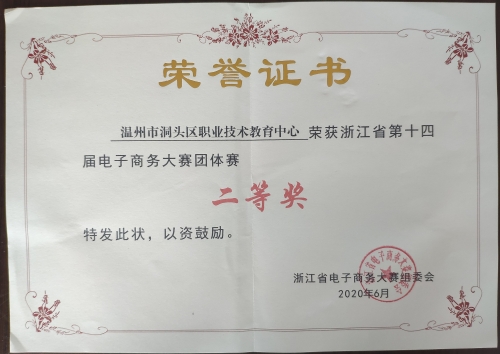 荣誉证书
温州市洞头区职业技术教育中心 荣获浙江省第十四
届电子商务大赛团体赛
二等奖
特发此状，以资鼓励。
浙江省电子商务大赛组委会
2020年6月